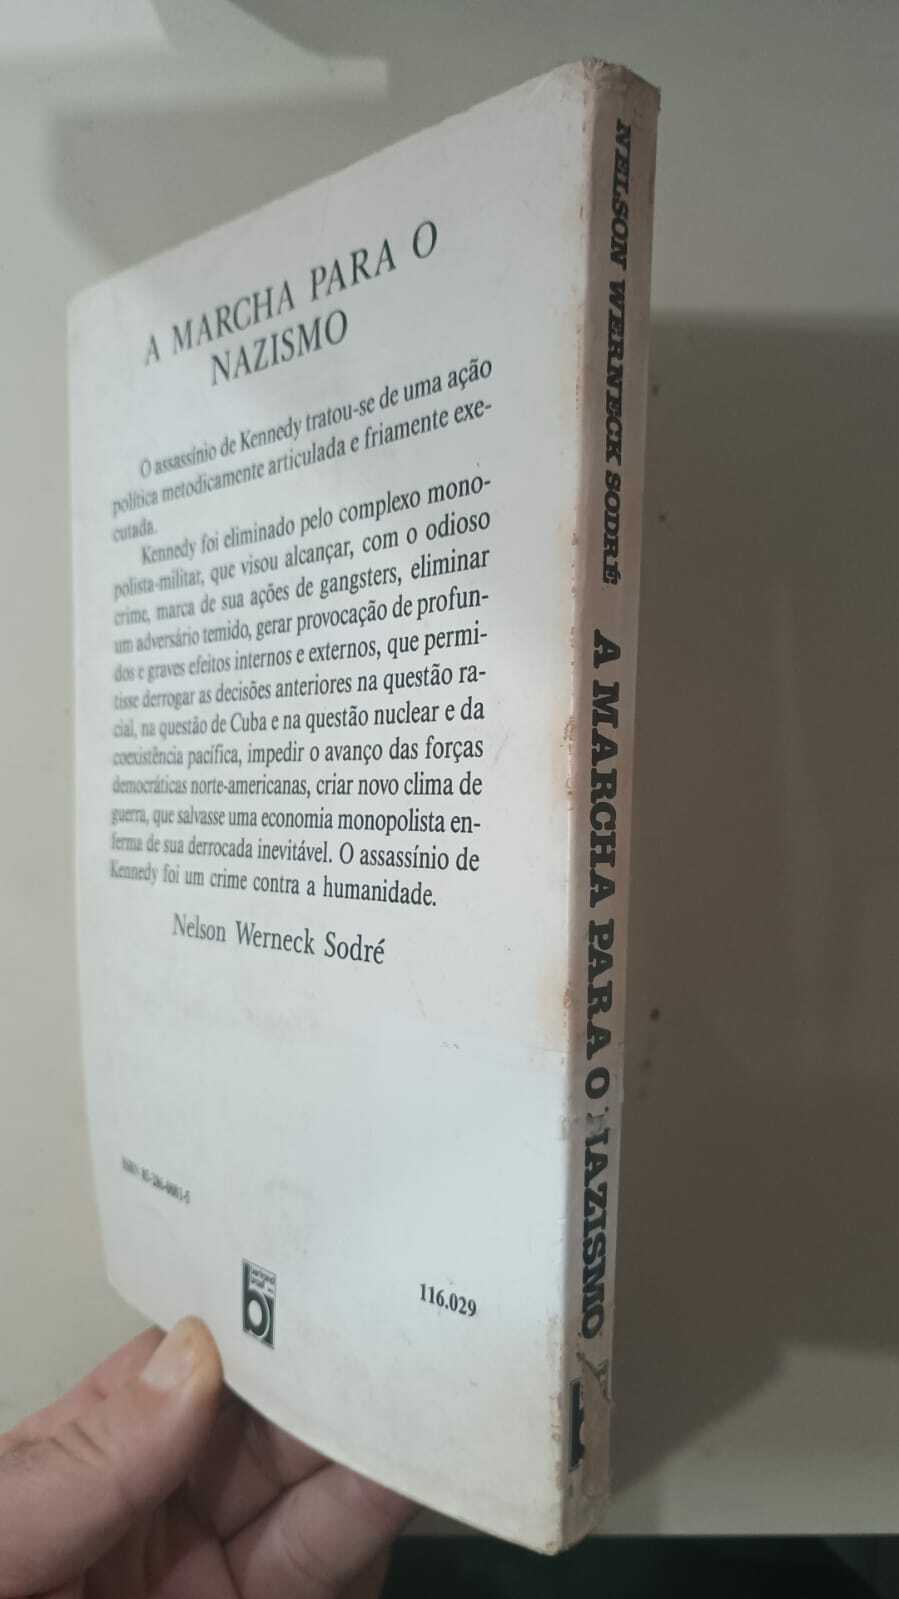 A MARCHA PARA O
NAZISMO
O assassínio de Kennedy tratou-se de uma ação
política metodicamente articulada e friamente exe-
cutada.
Kennedy foi eliminado pelo complexo mono-
polista-militar, que visou alcançar, com o odioso
crime, marca de sua ações de gangsters, eliminar
um adversário temido, gerar provocação de profun-
dos e graves efeitos internos e externos, que permi-
tisse derrogar as decisões anteriores na questão ra-
cial, na questão de Cuba e na questão nuclear e da
coexistência pacífica, impedir o avanço das forças
democráticas norte-americanas, criar novo clima de
guerra, que salvasse uma economia monopolista en-
ferma de sua derrocada inevitável. O assassínio de
Kennedy foi um crime contra a humanidade.
Nelson Werneck Sodré
ISBN
116.029
NELSON WERNECK SODRÉ A MARCHA PARA O NAZISMO